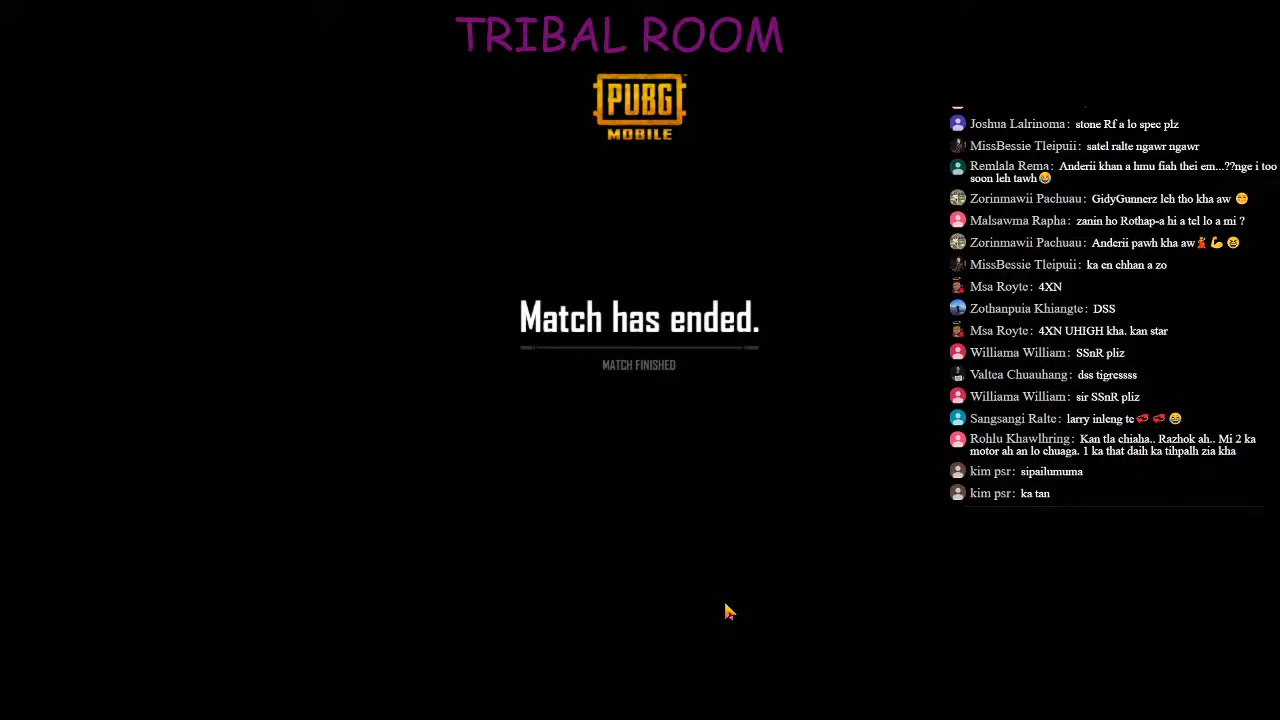 TRIBAL ROOM
PUBG
MOBILE
Match has ended.
MATCH FINISHED
Joshua Lalrinoma: stone Rf a lo spec plz
MissBessie Tleipuii: satel ralte ngawr ngawr
Remlala Rema: Anderii khan a hmu fiah thei em...??nge i too
soon leh tawh😂
Zorinmawii Pachuau: GidyGunnerz leh tho kha aw 😁
Malsawma Rapha: zanin ho Rothap-a hi a tel lo a mi ?
Zorinmawii Pachuau: Anderii pawh kha aw💃💪😫
MissBessie Tleipuii: ka en chhan a zo
Msa Royte: 4XN
Zothanpuia Khiangte: DSS
Msa Royte: 4XN UHIGH kha. kan star
Williama William: SSnR pliz
Valtea Chuauhang: dss tigressss
Williama William: sir SSnR pliz
Sangsangi Ralte: larry inleng te
Rohlu Khawlhring: Kan tla chiaha.. Razhok ah.. Mi 2 ka
motor ah an lo chuaga. 1 ka that daih ka tihpalh zia kha
kim psr: sipailumuma
kim psr: ka tan